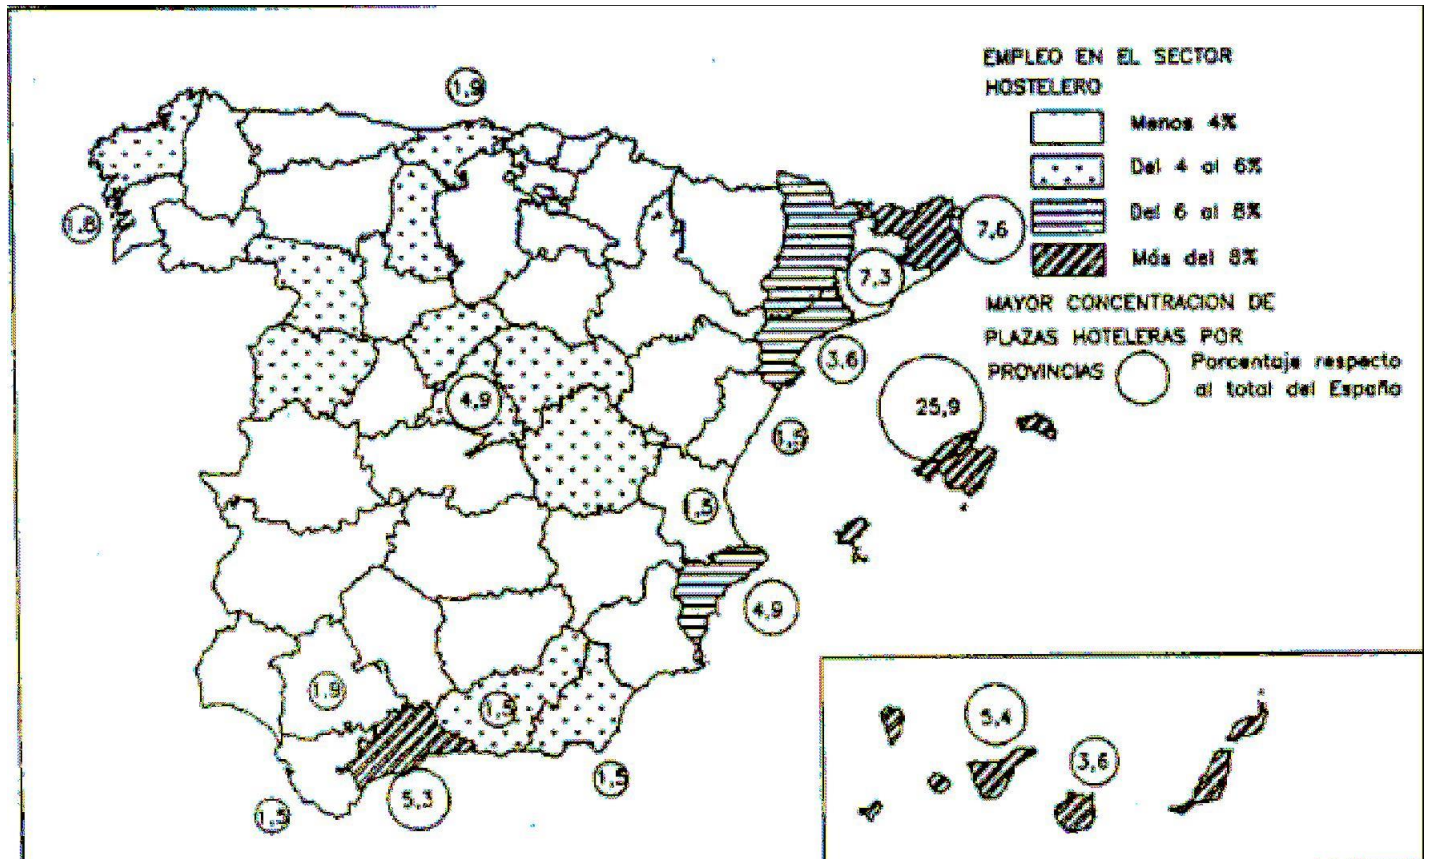 EMPLEO EN EL SECTOR
HOSTELERO
Menos 4%
Del 4 al 6%
Del 6 al 8%
Más del 8%
MAYOR CONCENTRACION DE
PLAZAS HOTELERAS POR
PROVINCIAS
Porcentaje respecto
al total del España
1,9
1,8
7,6
7,3
3,6
4,9
25,9
1,5
1,3
4,9
1,9
1,5
1,5
5,3
1,5
5,4
3,6